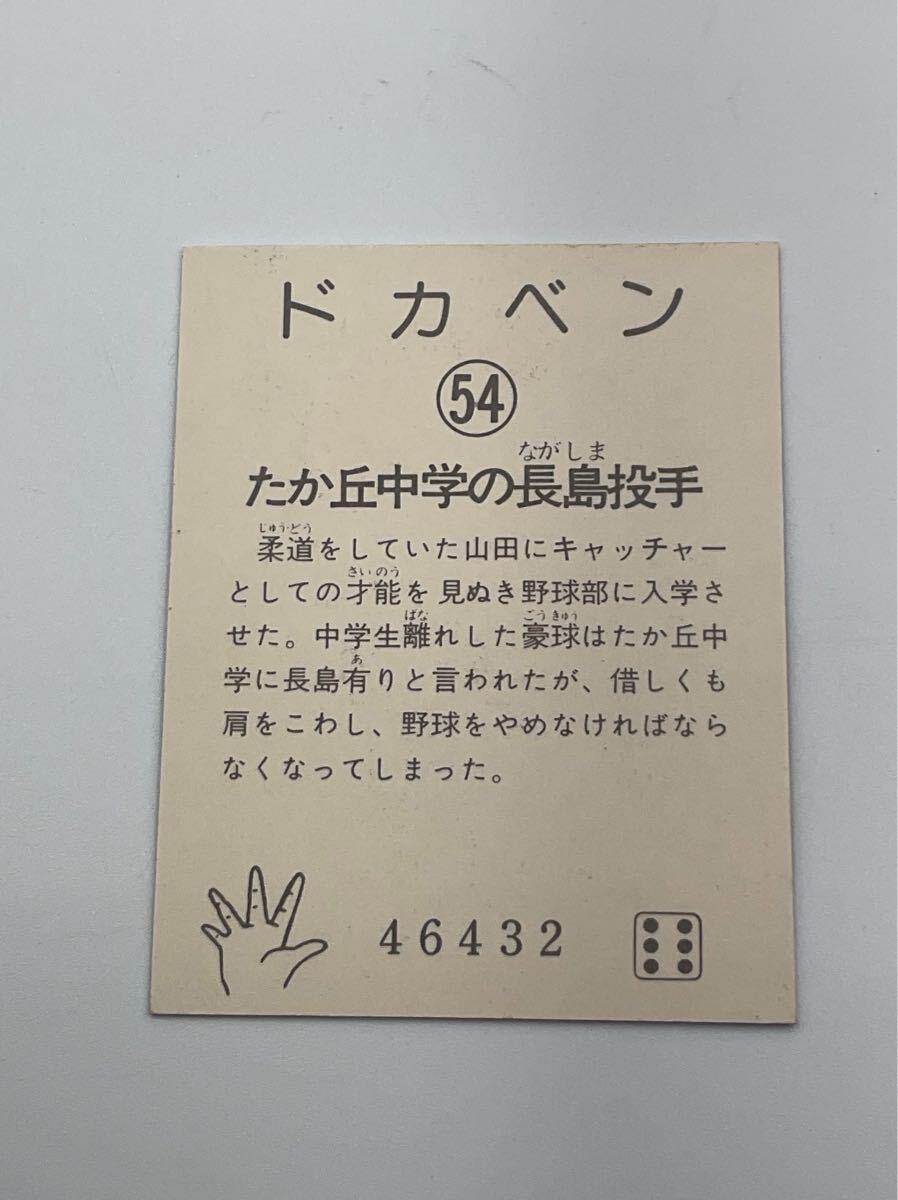 ドカベン
54
ながしま
たか丘中学の長島投手
じゅうどう
柔道をしていた山田にキャッチャー
さいのう
としての才能を見ぬき野球部に入学さ
ばな ごうきゅう
せた。中学生離れした豪球はたか丘中
あ
学に長島有りと言われたが、借しくも
肩をこわし、野球をやめなければなら
なくなってしまった。
46432